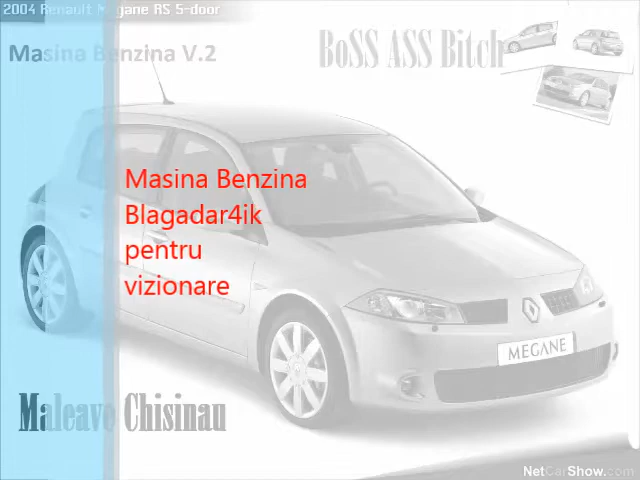 2004 Renault Megane RS 5-door
Masina Benzina V.2
BoSS ASS Bitch
Masina Benzina
Blagadar4ik
pentru
vizionare
MEGANE
Maleavo Chisinau
NetCarShow.com